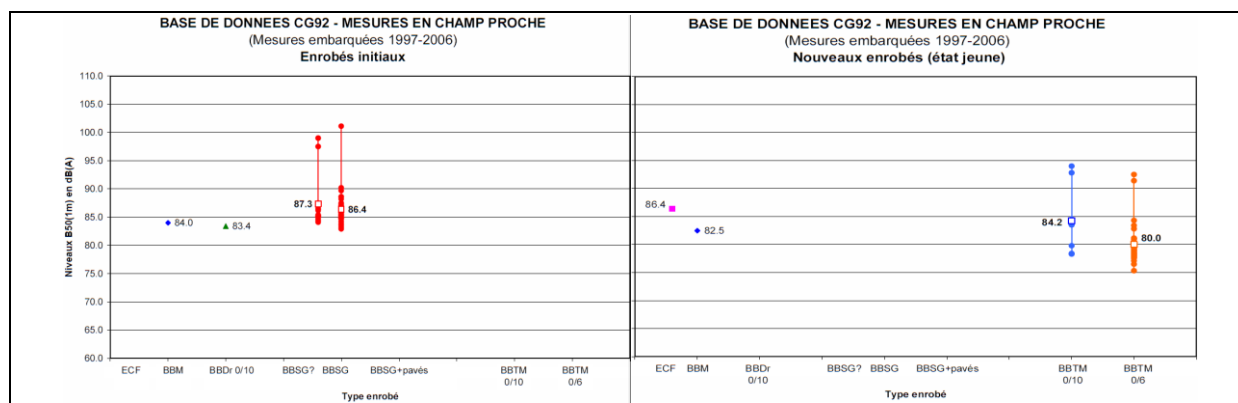 BASE DE DONNEES CG92 - MESURES EN CHAMP PROCHE
(Mesures embarquées 1997-2006)
Enrobés initiaux
Niveaux B50(1m) en dB(A)
110.0
105.0
100.0
95.0
90.0
85.0
80.0
75.0
70.0
65.0
60.0
84.0
83.4
87.3
86.4
ECF BBM BBDr 0/10 BBSG? BBSG BBSG+pavés BBTM BBTM
0/10 0/6
Type enrobé
BASE DE DONNEES CG92 - MESURES EN CHAMP PROCHE
(Mesures embarquées 1997-2006)
Nouveaux enrobés (état jeune)
86.4
82.5
84.2
80.0
ECF BBM BBDr BBSG? BBSG BBSG+pavés BBTM BBTM
0/10 0/10 0/6
Type enrobé